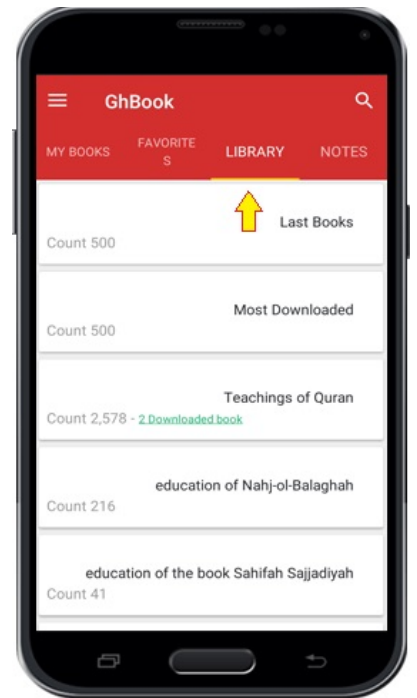 GhBook
MY BOOKS
FAVORITE
S
LIBRARY
NOTES
Last Books
Count 500
Most Downloaded
Count 500
Teachings of Quran
Count 2,578 - 2 Downloaded book
education of Nahj-ol-Balaghah
Count 216
education of the book Sahifah Sajjadiyah
Count 41